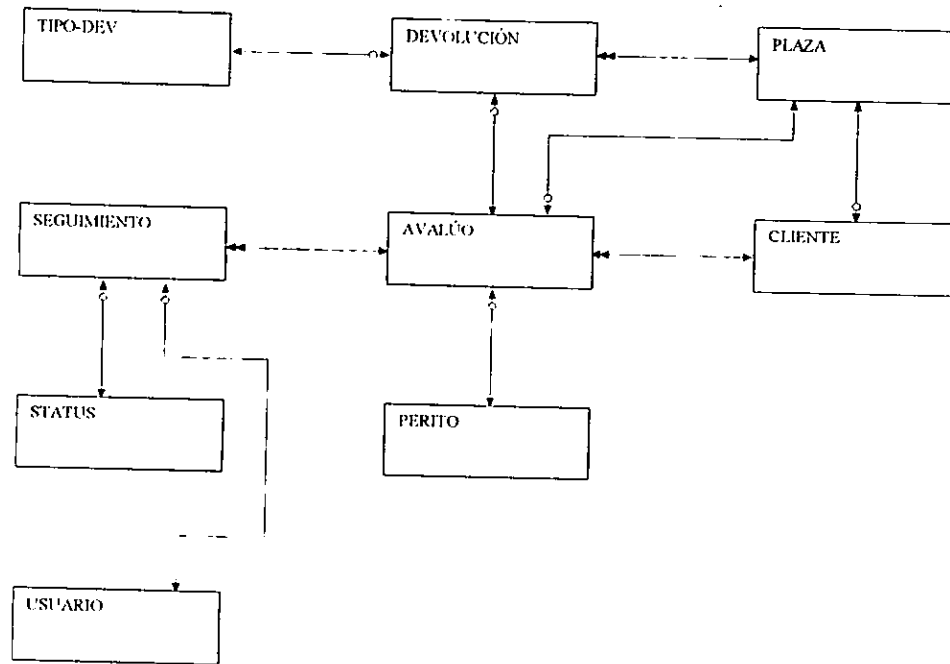 TIPO-DEV
DEVOLUCIÓN
PLAZA
SEGUIMIENTO
AVALÚO
CLIENTE
STATUS
PERITO
USUARIO